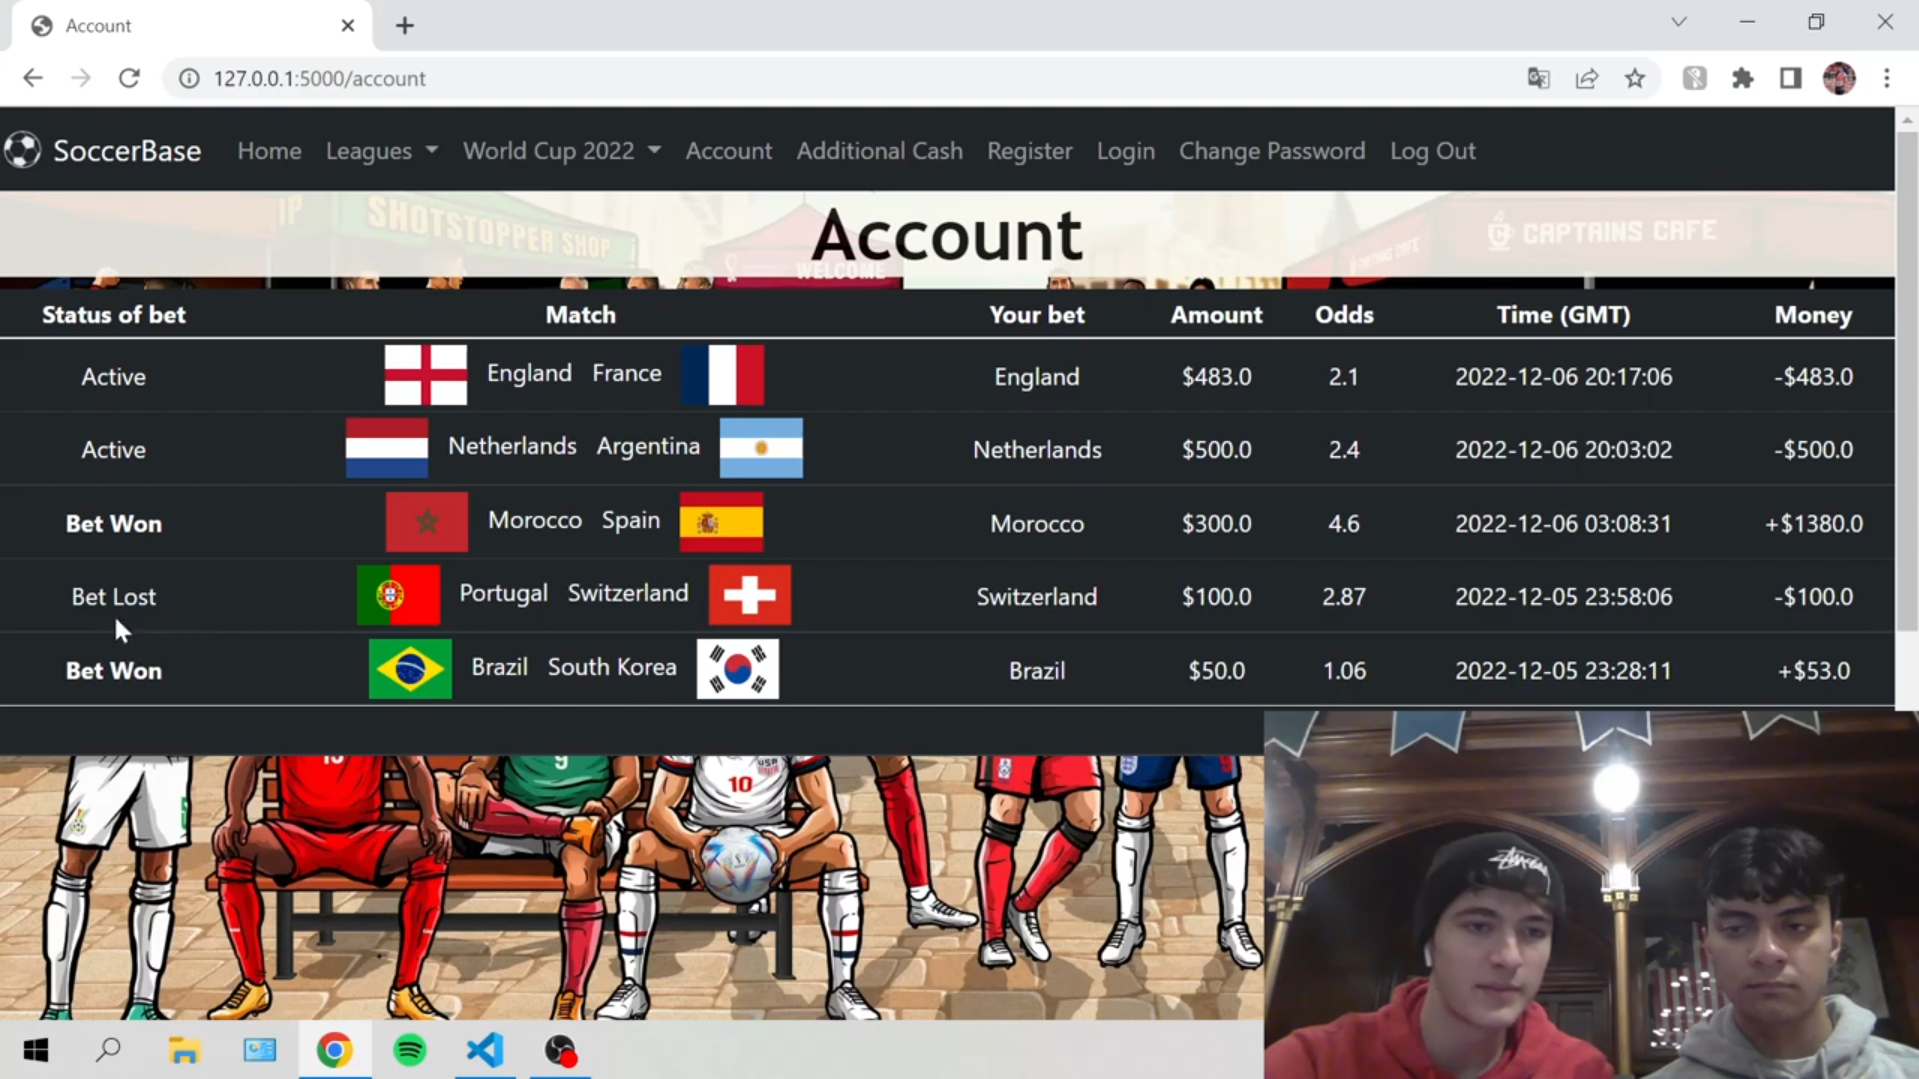 Account
127.0.0.1:5000/account
SoccerBase Home Leagues World Cup 2022 Account Additional Cash Register Login Change Password Log Out
SHOTSTOPPER SHOP
WELCOME
CAPTAINS CAFE
CAPTAINS CAFE
Account
Status of bet Match Your bet Amount Odds Time (GMT) Money
Active England France England $483.0 2.1 2022-12-06 20:17:06 -$483.0
Active Netherlands Argentina Netherlands $500.0 2.4 2022-12-06 20:03:02 -$500.0
Bet Won Morocco Spain Morocco $300.0 4.6 2022-12-06 03:08:31 +$1380.0
Bet Lost Portugal Switzerland Switzerland $100.0 2.87 2022-12-05 23:58:06 -$100.0
Bet Won Brazil South Korea Brazil $50.0 1.06 2022-12-05 23:28:11 +$53.0
9
USA
10